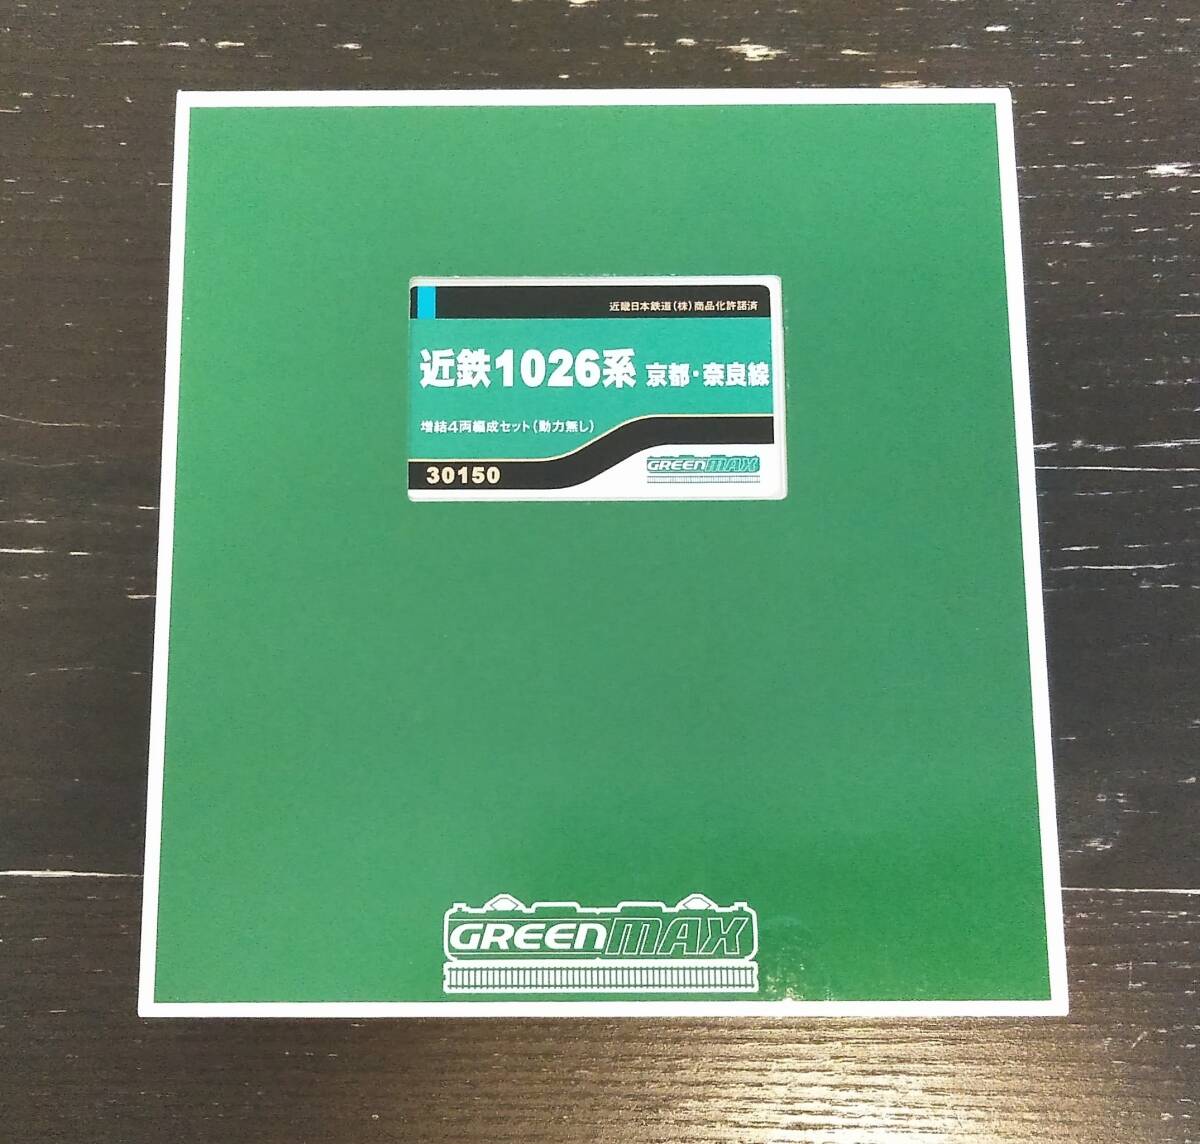 近畿日本鉄道(株)商品化許諾済
近鉄1026系 京都・奈良線
増結4両編成セット(動力無し)
30150
GREENMAX
GREENMAX